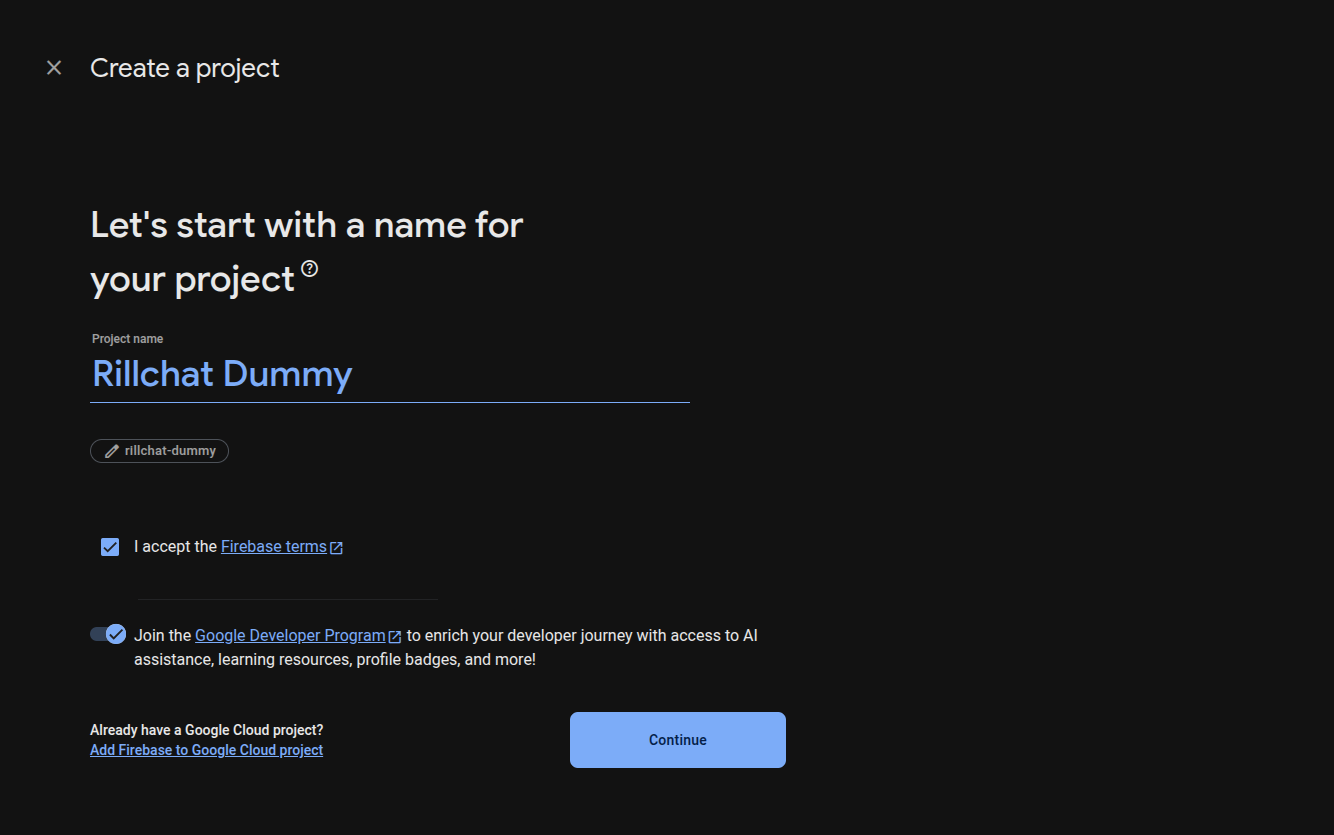 Create a project
Let's start with a name for
your project
Project name
Rillchat Dummy
rillchat-dummy
I accept the Firebase terms
Join the Google Developer Program to enrich your developer journey with access to AI
assistance, learning resources, profile badges, and more!
Already have a Google Cloud project?
Add Firebase to Google Cloud project
Continue